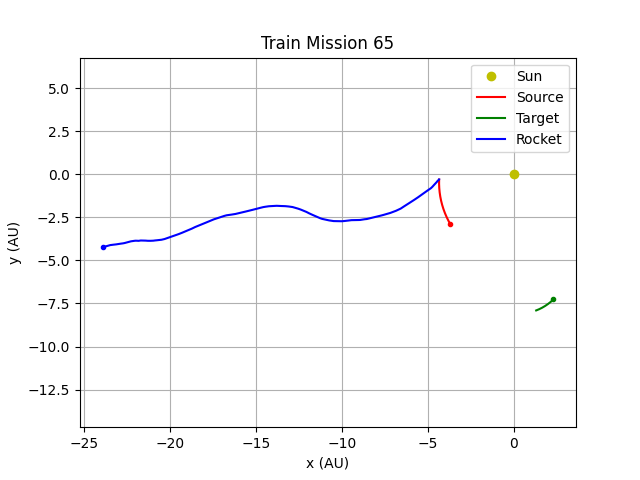 Train Mission 65
Sun
Source
Target
Rocket
5.0
2.5
0.0
−2.5
−5.0
−7.5
−10.0
−12.5
y (AU)
−25 −20 −15 −10 −5 0
x (AU)